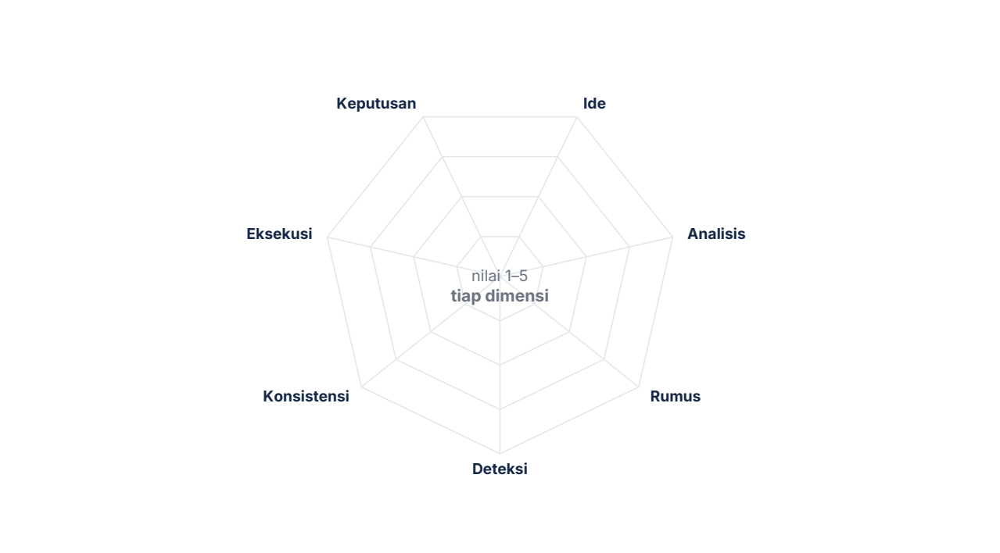 Keputusan
Ide
Eksekusi
Analisis
nilai 1–5
tiap dimensi
Konsistensi
Rumus
Deteksi